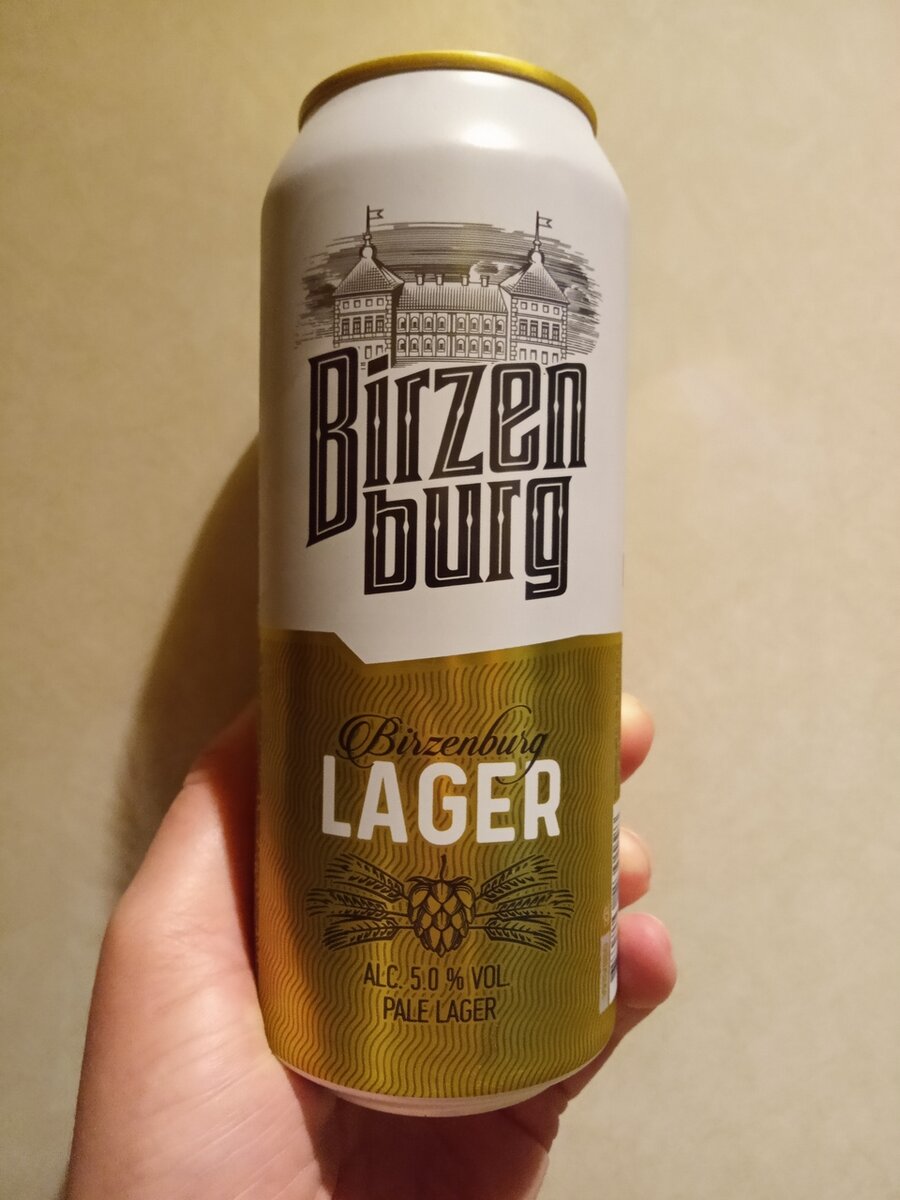 Birzen
burg
Birzenburg
LAGER
ALC. 5.0 % VOL.
PALE LAGER